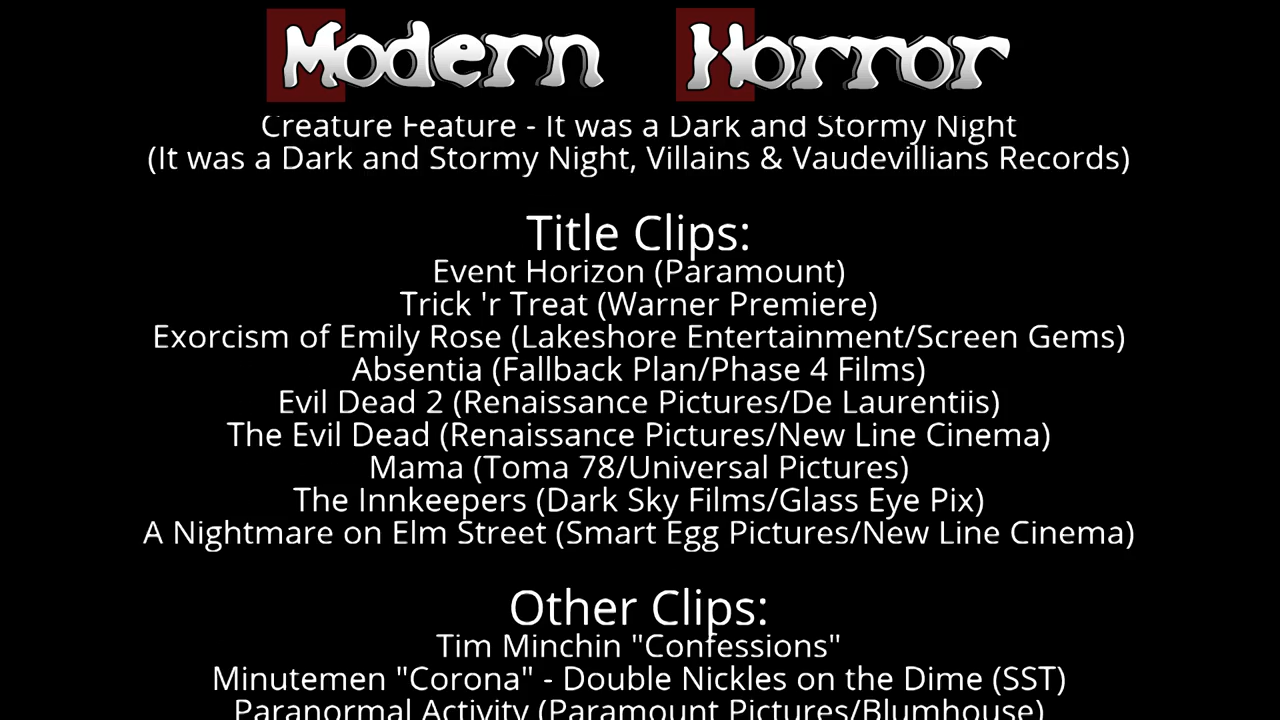 Modern Horror
Creature Feature - It was a Dark and Stormy Night
(It was a Dark and Stormy Night, Villains & Vaudevillians Records)
Title Clips:
Event Horizon (Paramount)
Trick 'r Treat (Warner Premiere)
Exorcism of Emily Rose (Lakeshore Entertainment/Screen Gems)
Absentia (Fallback Plan/Phase 4 Films)
Evil Dead 2 (Renaissance Pictures/De Laurentiis)
The Evil Dead (Renaissance Pictures/New Line Cinema)
Mama (Toma 78/Universal Pictures)
The Innkeepers (Dark Sky Films/Glass Eye Pix)
A Nightmare on Elm Street (Smart Egg Pictures/New Line Cinema)
Other Clips:
Tim Minchin "Confessions"
Minutemen "Corona" - Double Nickles on the Dime (SST)
Paranormal Activity (Paramount Pictures/Blumhouse)